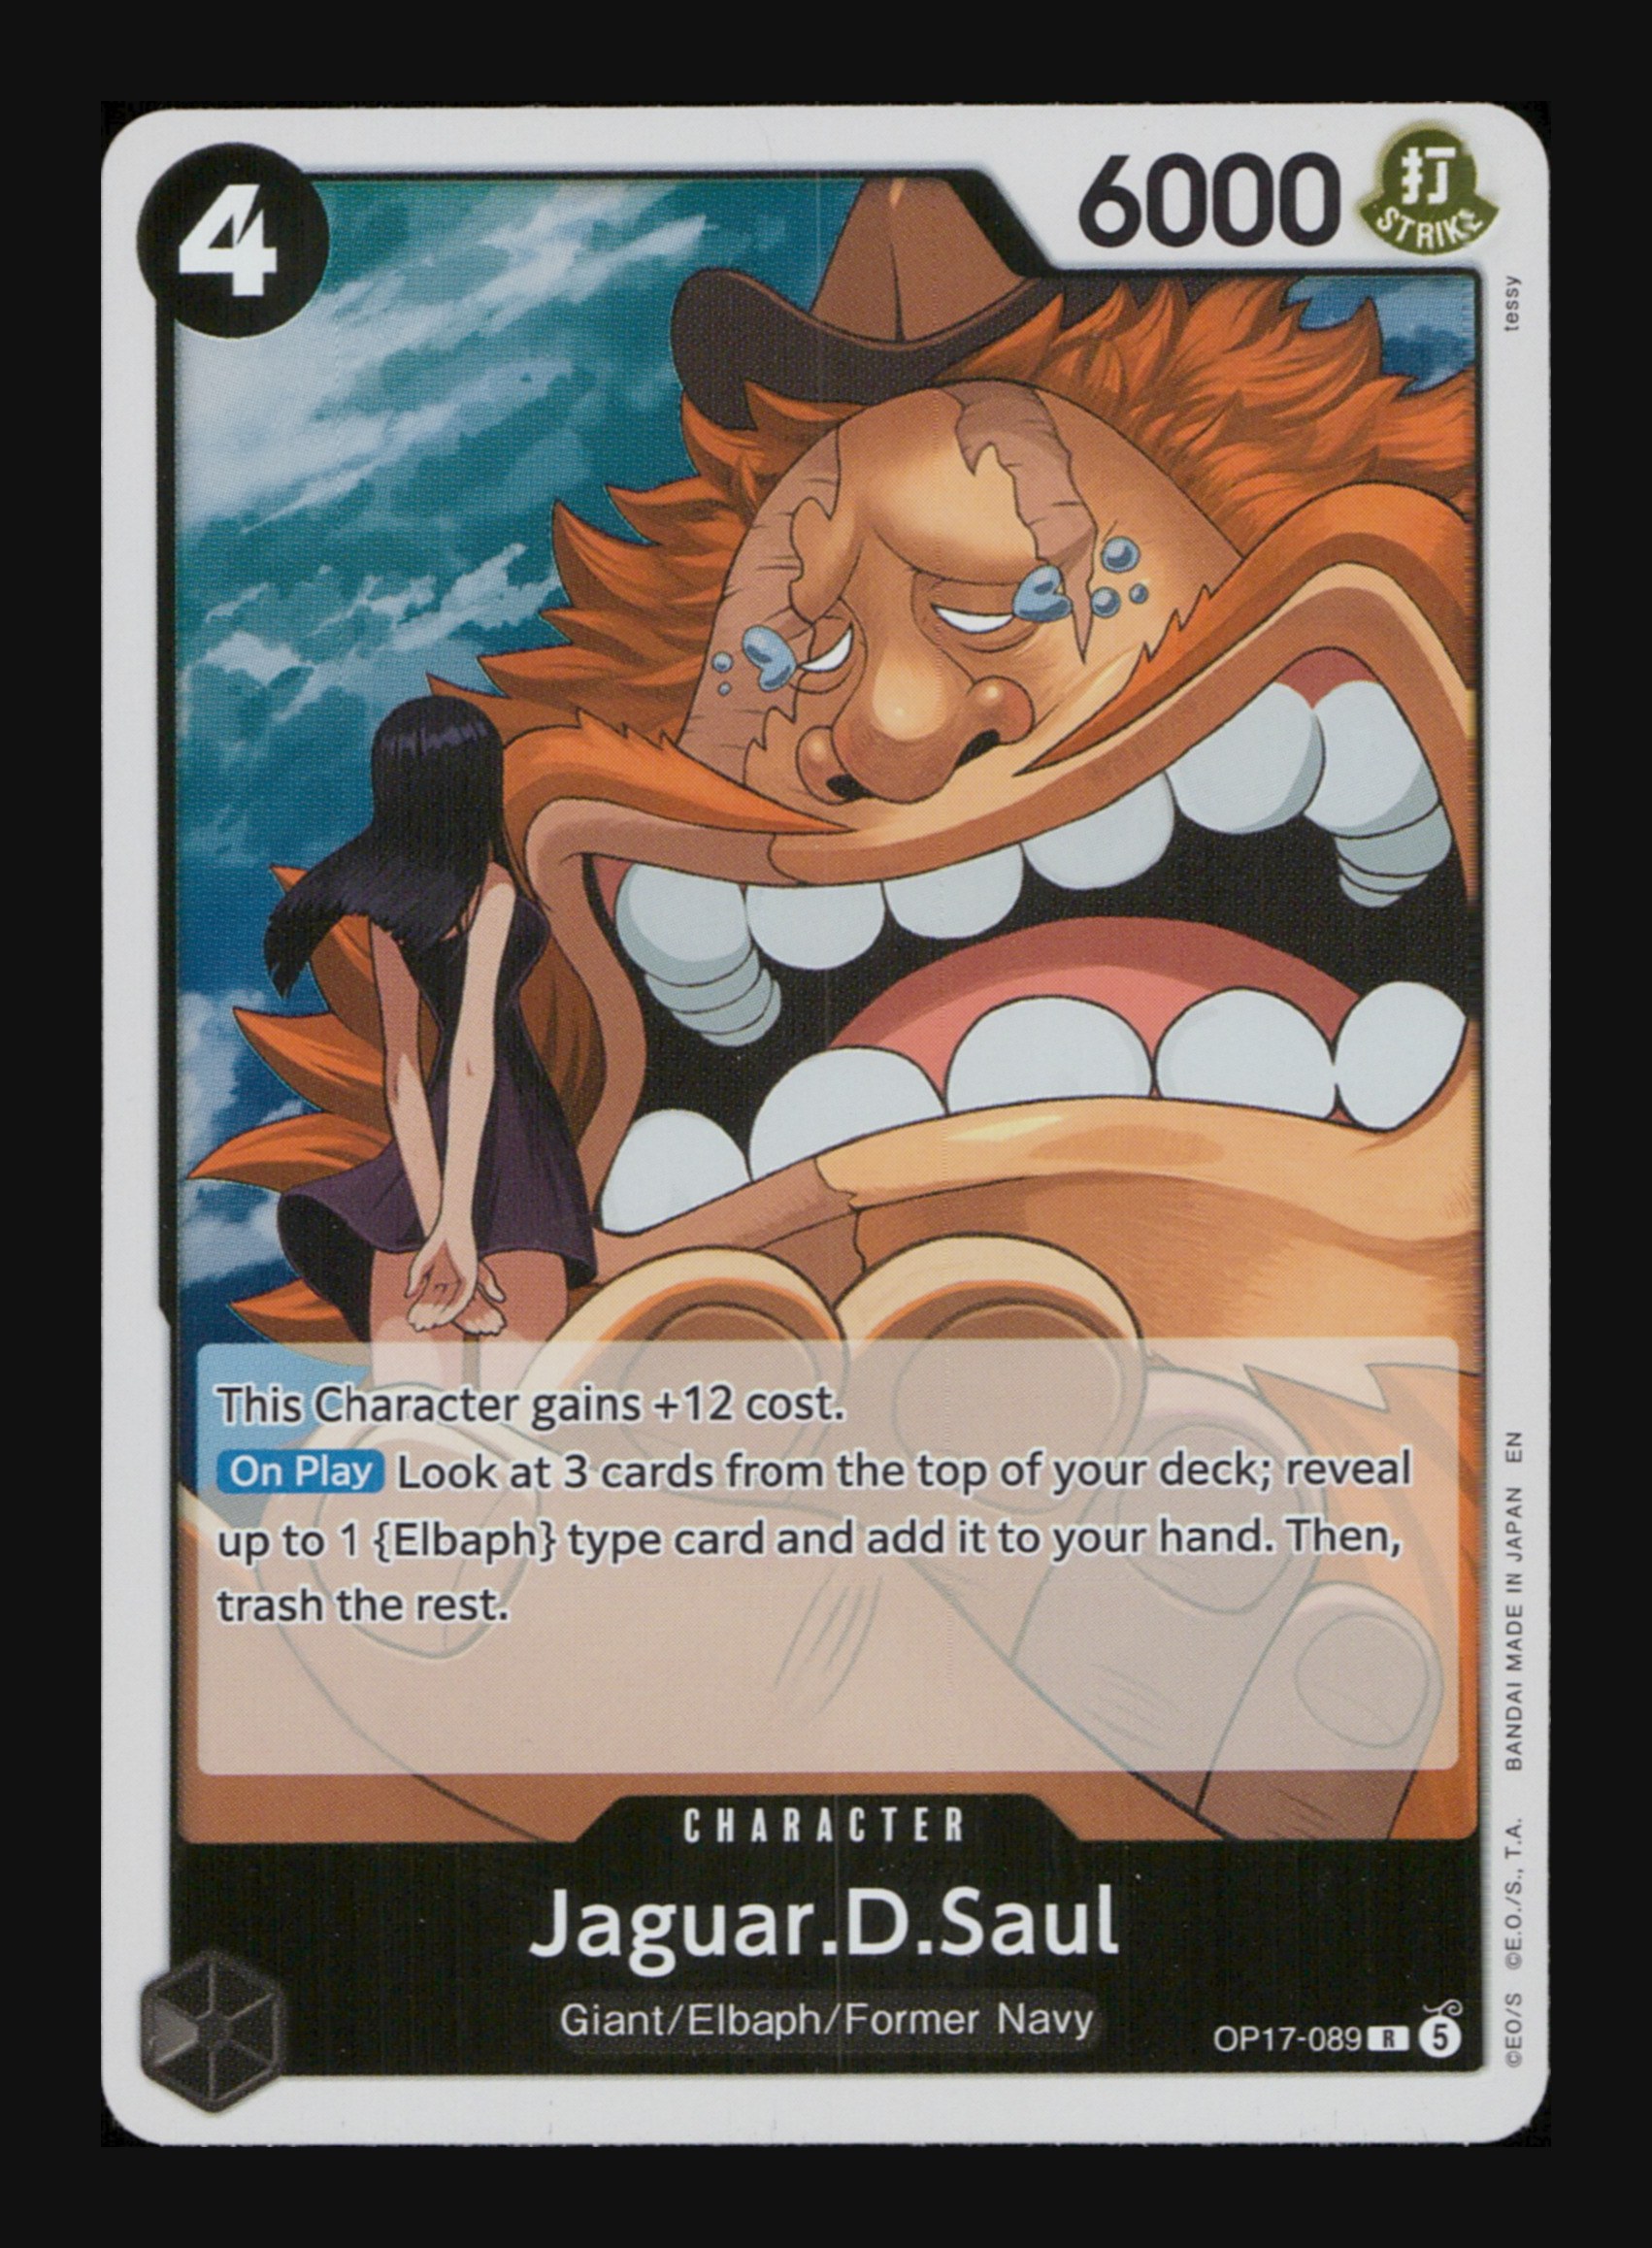 4
6000
打
STRIKE
tessy
This Character gains +12 cost.
On Play Look at 3 cards from the top of your deck; reveal
up to 1 {Elbaph} type card and add it to your hand. Then,
trash the rest.
CHARACTER
Jaguar.D.Saul
Giant/Elbaph/Former Navy
OP17-089 R 5
©EO/S ©E.O./S., T.A. BANDAI MADE IN JAPAN EN